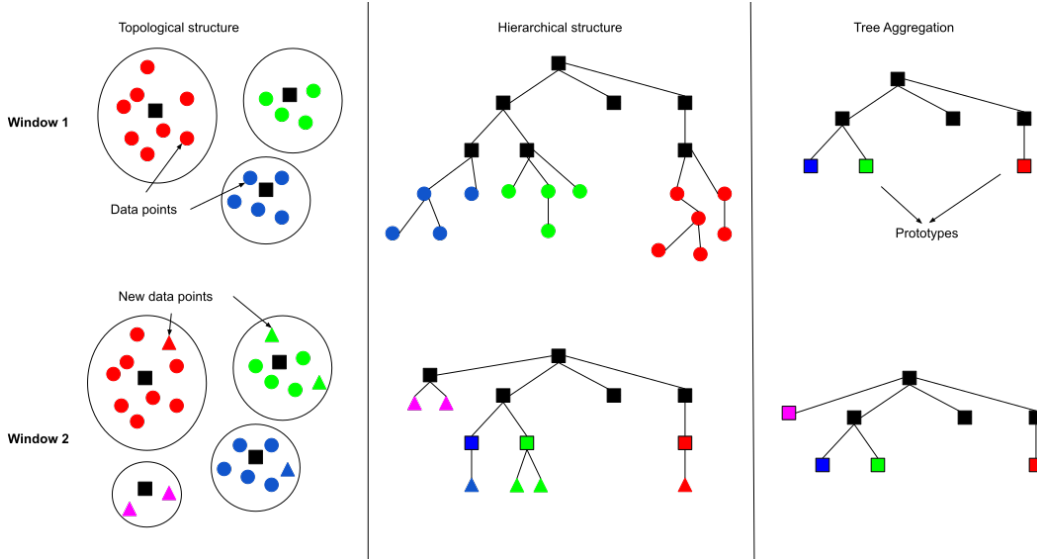 Topological structure
Hierarchical structure
Tree Aggregation
Window 1
Data points
Prototypes
New data points
Window 2